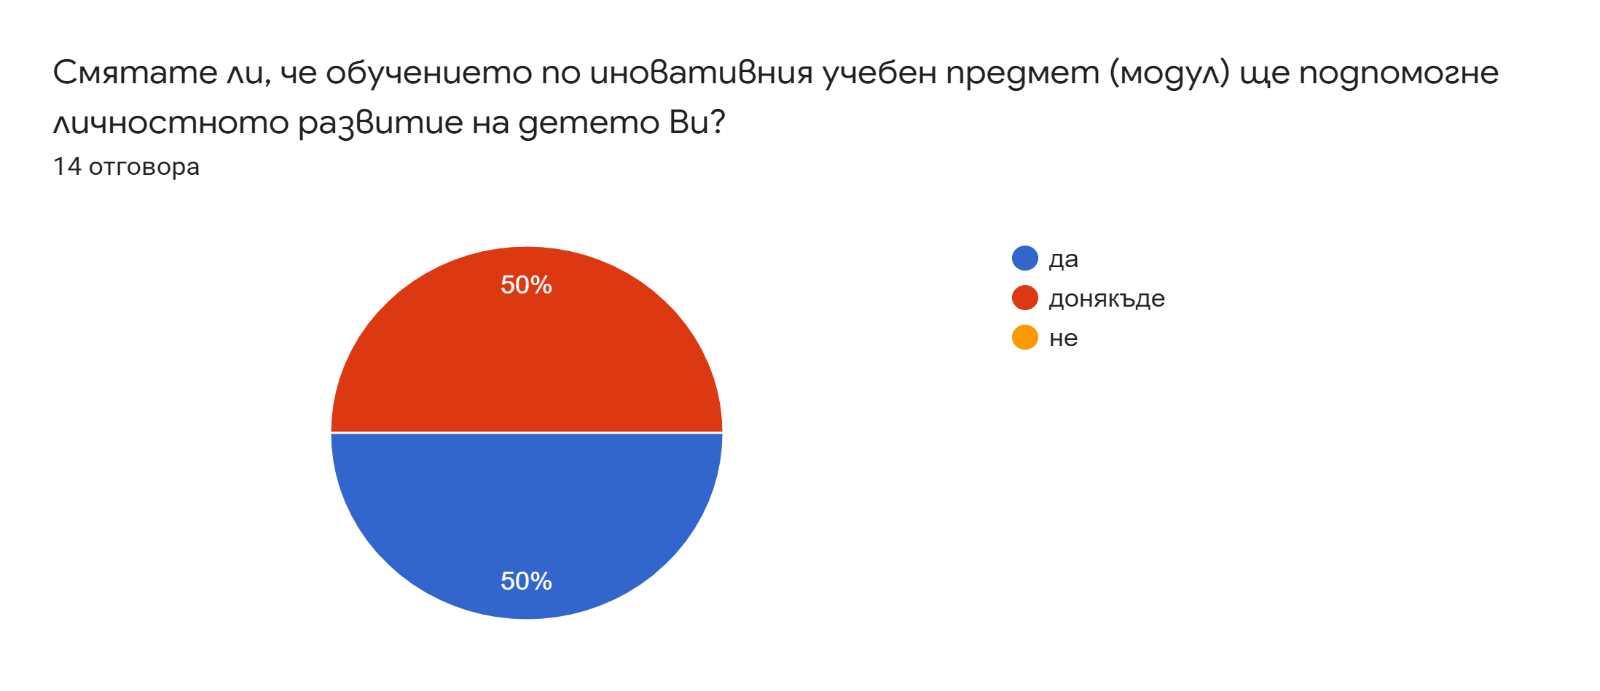 Смятате ли, че обучението по иновативния учебен предмет (модул) ще подпомогне
личностното развитие на детето Ви?
14 отговора
50%
50%
да
донякъде
не